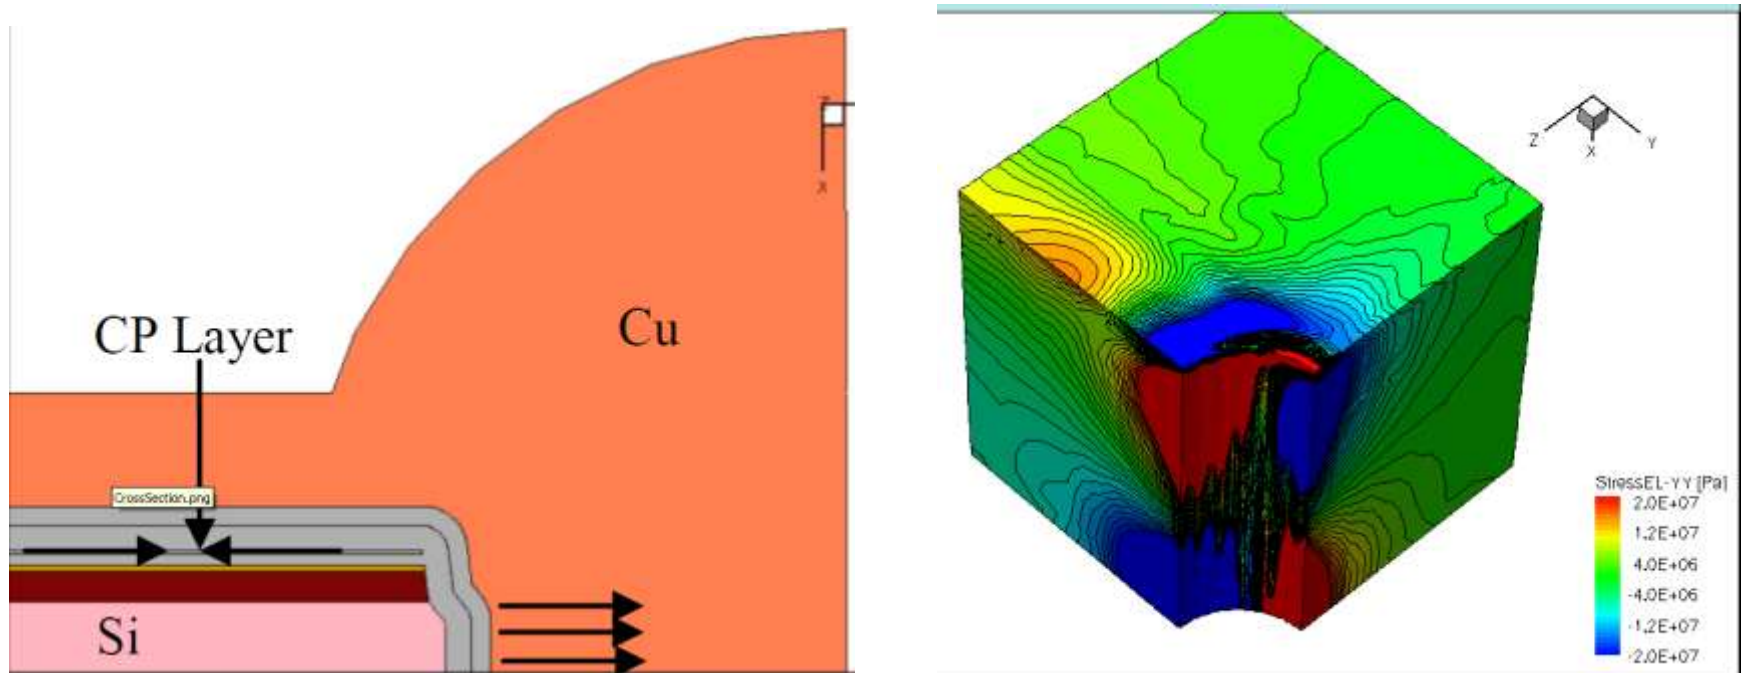 Z
X
Cu
CP Layer
CrossSection.png
Si
Z
X
Y
StressEL-YY [Pa]
2.0E+07
1.2E+07
4.0E+06
-4.0E+06
-1.2E+07
-2.0E+07